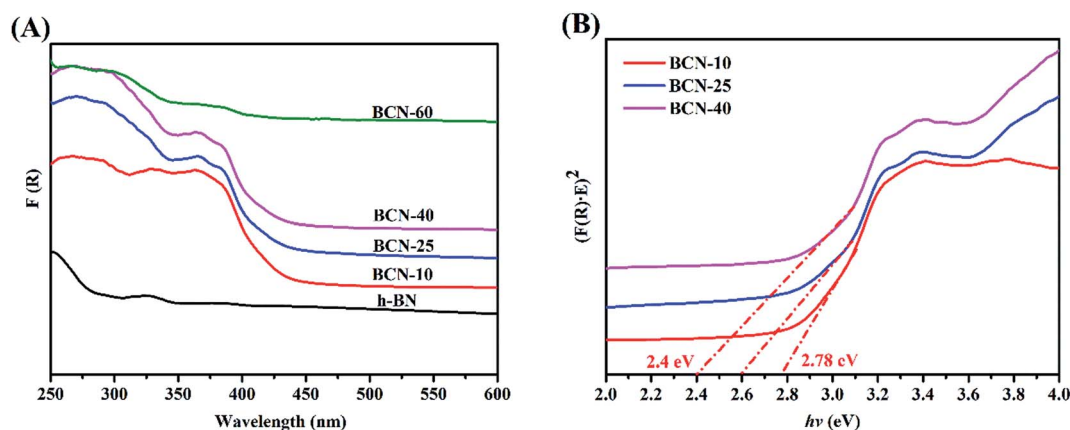 (A)
F (R)
BCN-60
BCN-40
BCN-25
BCN-10
h-BN
250 300 350 400 450 500 550 600
Wavelength (nm)
(B)
(F(R)·E)²
BCN-10
BCN-25
BCN-40
2.4 eV
2.78 eV
2.0 2.2 2.4 2.6 2.8 3.0 3.2 3.4 3.6 3.8 4.0
hν (eV)